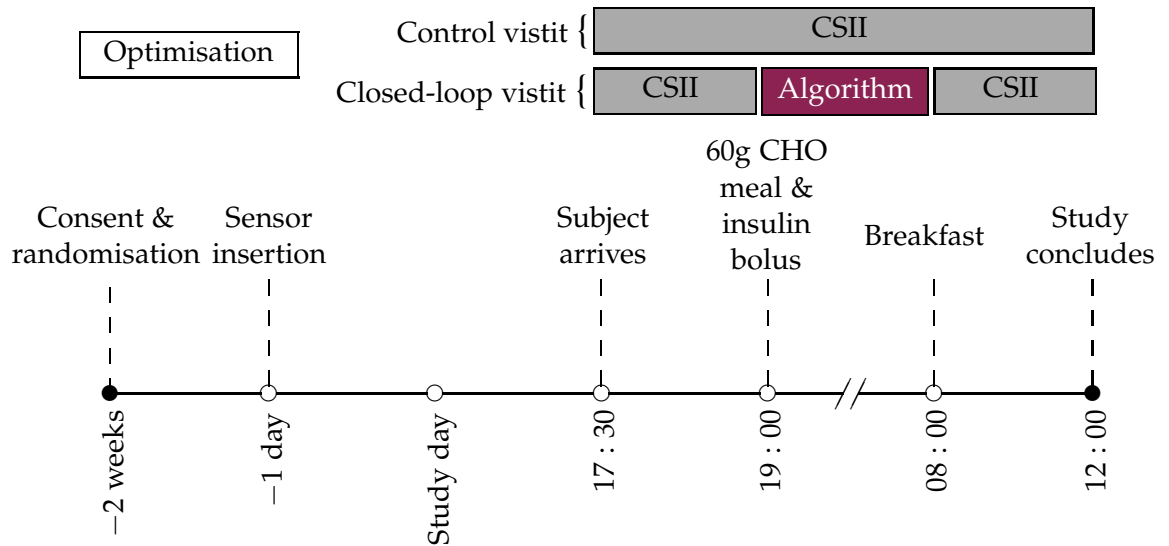 Control vistit { CSII
Optimisation
Closed-loop vistit { CSII Algorithm CSII
60g CHO
meal &
insulin
bolus
Consent &
randomisation
Sensor
insertion
Subject
arrives
Breakfast
Study
concludes
−2 weeks
−1 day
Study day
17 : 30
19 : 00
08 : 00
12 : 00